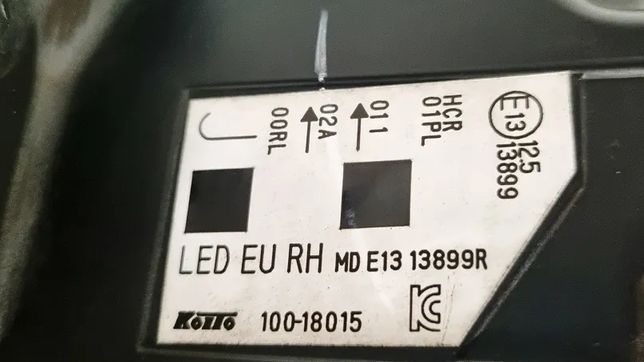 E13
12.5
13899
HCR
01PL
011
02A
00RL
LED EU RH MD E13 13899R
KOITO 100-18015